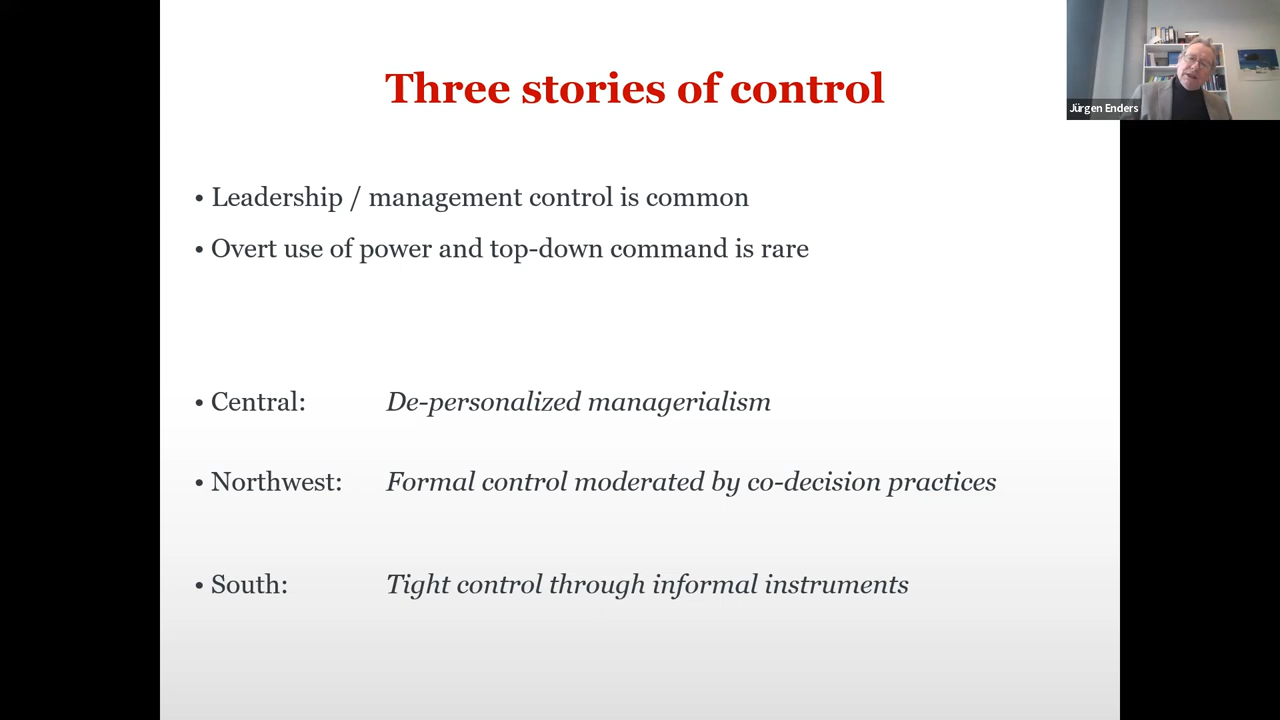 Three stories of control
Jürgen Enders
• Leadership / management control is common
• Overt use of power and top-down command is rare
• Central: De-personalized managerialism
• Northwest: Formal control moderated by co-decision practices
• South: Tight control through informal instruments